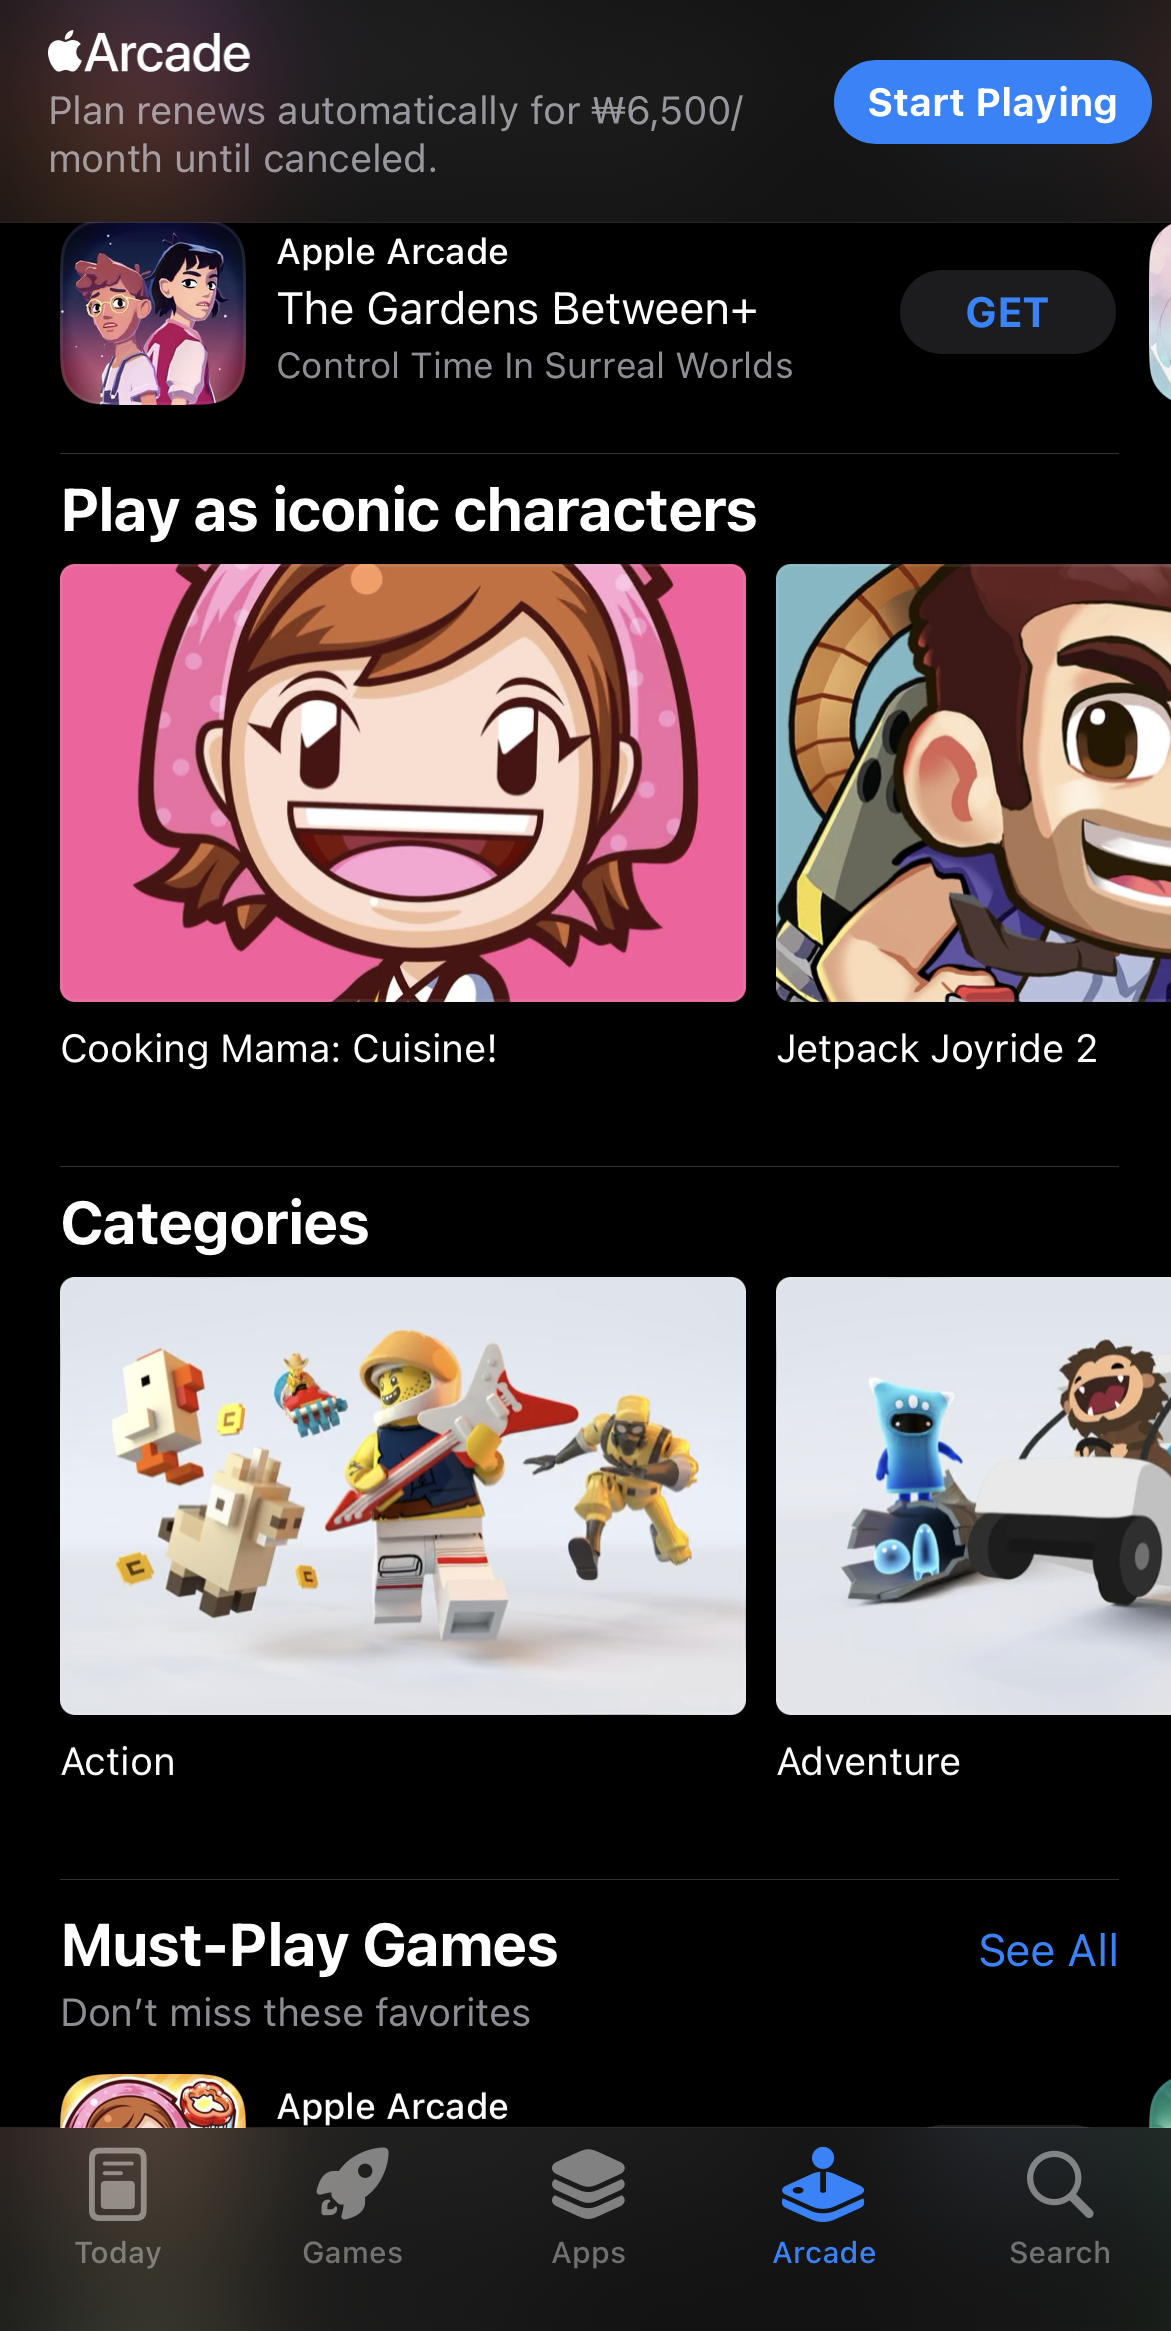 Arcade
Plan renews automatically for ₩6,500/
month until canceled.
Start Playing
Apple Arcade
The Gardens Between+
Control Time In Surreal Worlds
GET
Play as iconic characters
Cooking Mama: Cuisine!
Jetpack Joyride 2
Categories
Action
Adventure
Must-Play Games
See All
Don’t miss these favorites
Apple Arcade
Today
Games
Apps
Arcade
Search